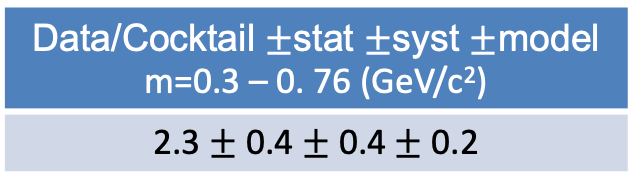 Data/Cocktail ±stat ±syst ±model
m=0.3 – 0. 76 (GeV/c²)
2.3 ± 0.4 ± 0.4 ± 0.2